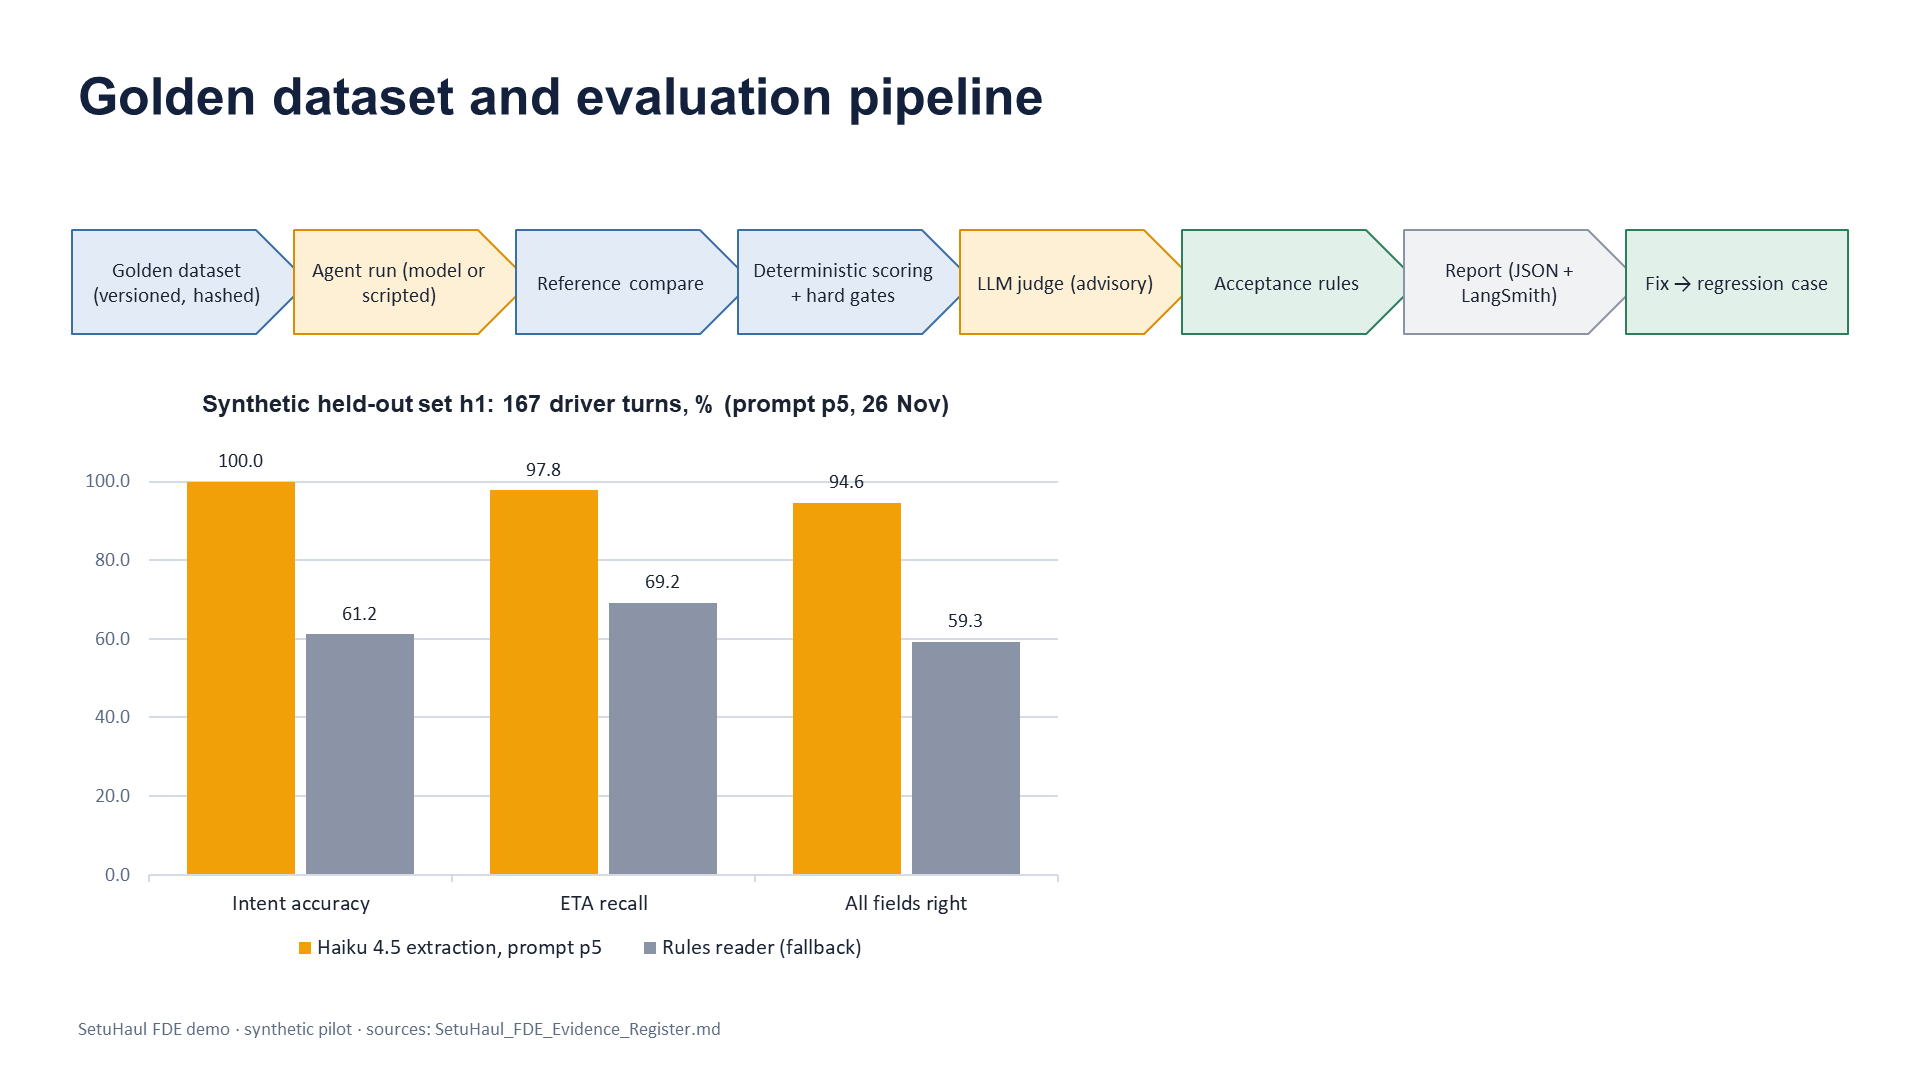 Golden dataset and evaluation pipeline
Golden dataset
(versioned, hashed)
Agent run (model or
scripted)
Reference compare
Deterministic scoring
+ hard gates
LLM judge (advisory)
Acceptance rules
Report (JSON +
LangSmith)
Fix → regression case
Synthetic held-out set h1: 167 driver turns, % (prompt p5, 26 Nov)
100.0
80.0
60.0
40.0
20.0
0.0
100.0
61.2
97.8
69.2
94.6
59.3
Intent accuracy
ETA recall
All fields right
Haiku 4.5 extraction, prompt p5
Rules reader (fallback)
SetuHaul FDE demo · synthetic pilot · sources: SetuHaul_FDE_Evidence_Register.md